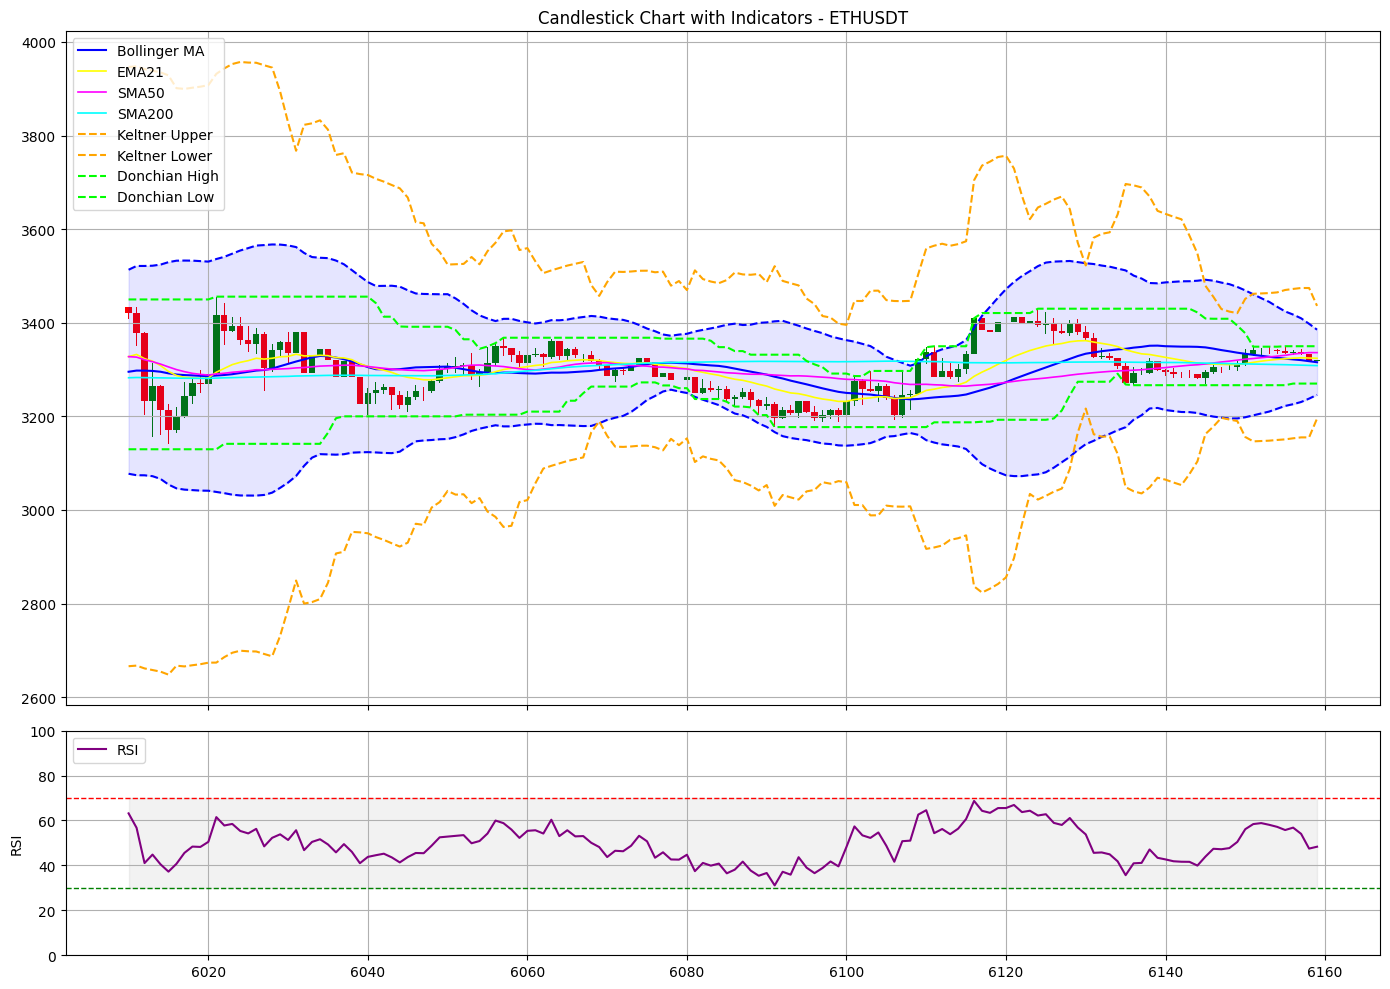 Candlestick Chart with Indicators - ETHUSDT
4000
3800
3600
3400
3200
3000
2800
2600
Bollinger MA
EMA21
SMA50
SMA200
Keltner Upper
Keltner Lower
Donchian High
Donchian Low
100
80
60
40
20
0
RSI
RSI
6020 6040 6060 6080 6100 6120 6140 6160